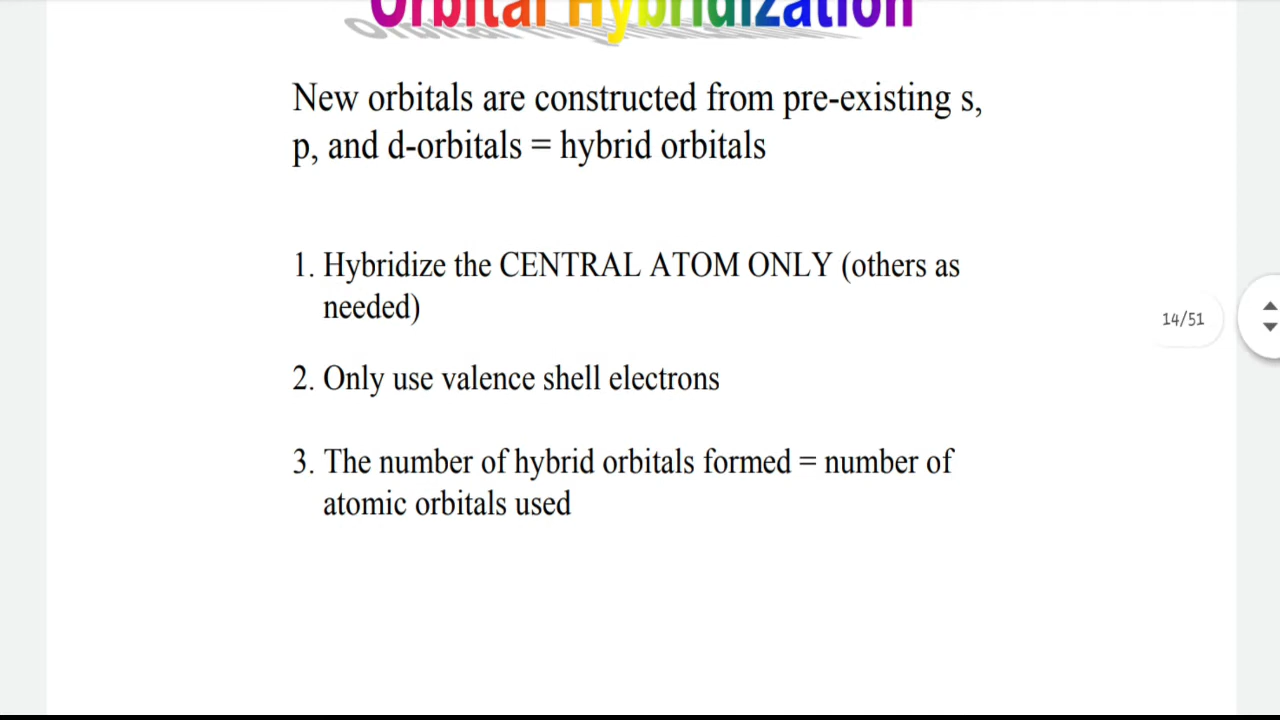 Orbital Hybridization
New orbitals are constructed from pre-existing s,
p, and d-orbitals = hybrid orbitals
1. Hybridize the CENTRAL ATOM ONLY (others as
needed)
14/51
2. Only use valence shell electrons
3. The number of hybrid orbitals formed = number of
atomic orbitals used